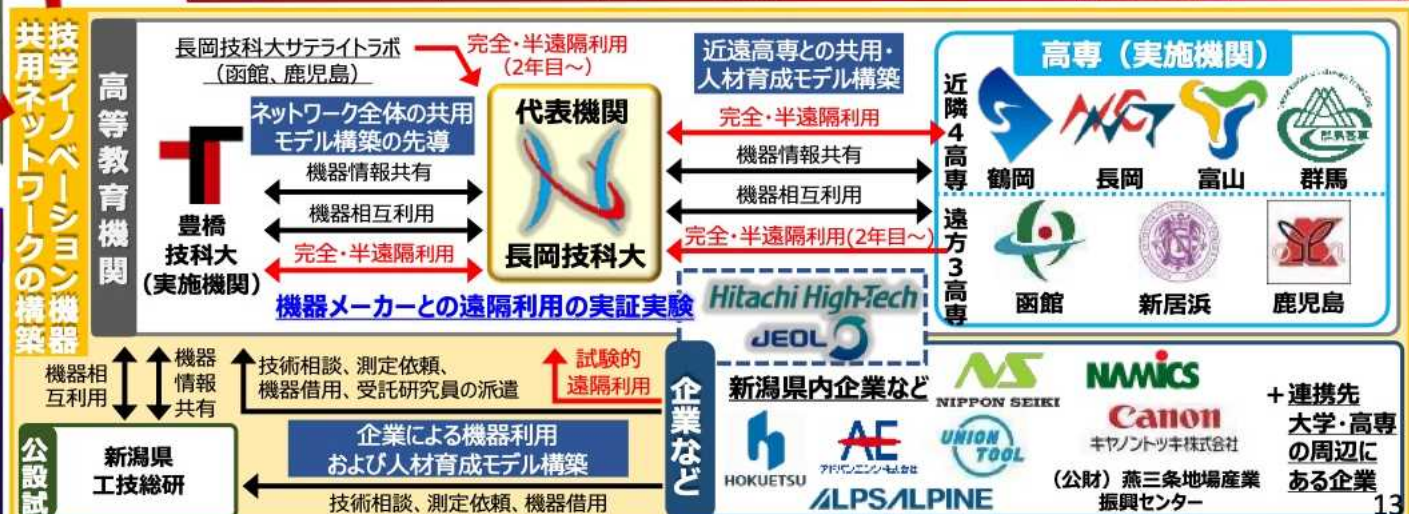 技学イノベーション機器
共用ネットワークの構築
高等教育機関
長岡技科大サテライトラボ
（函館、鹿児島）
完全・半遠隔利用
（2年目～）
豊橋
技科大
（実施機関）
ネットワーク全体の共用
モデル構築の先導
機器情報共有
機器相互利用
完全・半遠隔利用
代表機関
長岡技科大
近遠高専との共用・
人材育成モデル構築
完全・半遠隔利用
機器情報共有
機器相互利用
完全・半遠隔利用(2年目～)
高専（実施機関）
近隣4高専
鶴岡
長岡
富山
群馬
群馬高専
遠方3高専
函館
新居浜
鹿児島
機器メーカーとの遠隔利用の実証実験
Hitachi High-Tech
JEOL
機器相
互利用
機器
情報
共有
技術相談、測定依頼、
機器借用、受託研究員の派遣
試験的
遠隔利用
公設試
新潟県
工技総研
企業による機器利用
および人材育成モデル構築
技術相談、測定依頼、機器借用
企業など
新潟県内企業など
NS
NIPPON SEIKI
NAMICS
Canon
キヤノントッキ株式会社
HOKUETSU
AE
UNION
TOOL
ALPSALPINE
（公財）燕三条地場産業
振興センター
＋連携先
大学・高専
の周辺に
ある企業
13